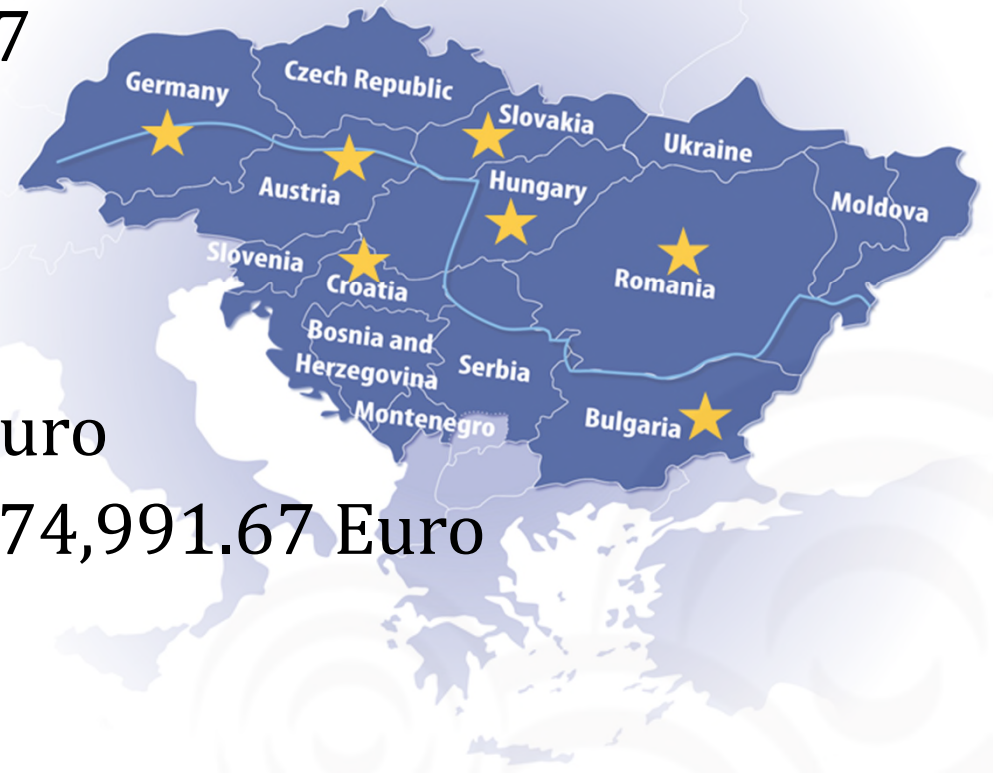 7
Germany
Czech Republic
Slovakia
Ukraine
Austria
Hungary
Moldova
Slovenia
Croatia
Romania
Bosnia and
Herzegovina
Serbia
Montenegro
Bulgaria
uro
74,991.67 Euro